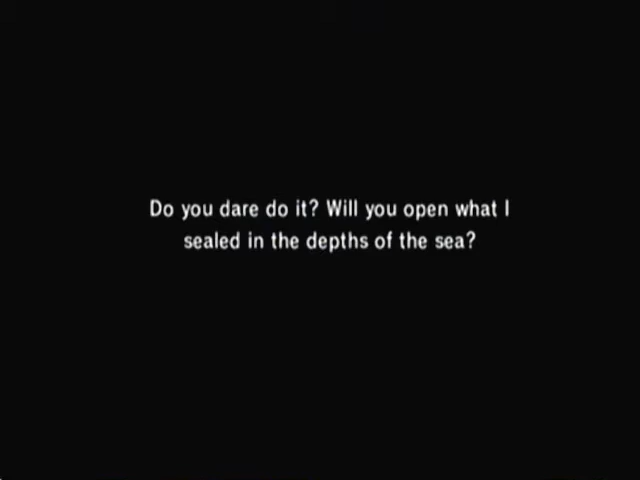 Do you dare do it? Will you open what I
sealed in the depths of the sea?